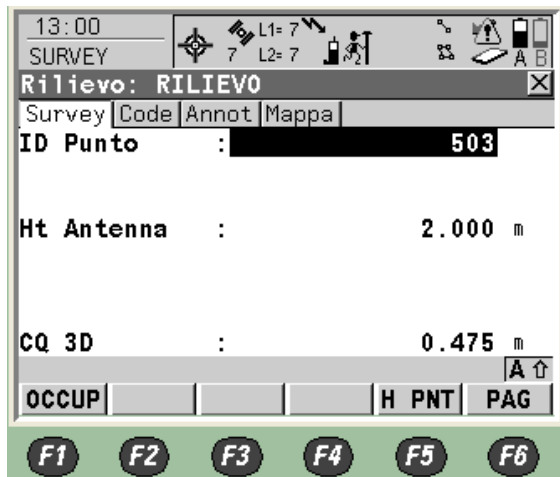 13:00
SURVEY
7 L1= 7
L2= 7
A B
Rilievo: RILIEVO
Survey Code Annot Mappa
ID Punto : 503
Ht Antenna : 2.000 m
CQ 3D : 0.475 m
A
OCCUP H PNT PAG
F1 F2 F3 F4 F5 F6